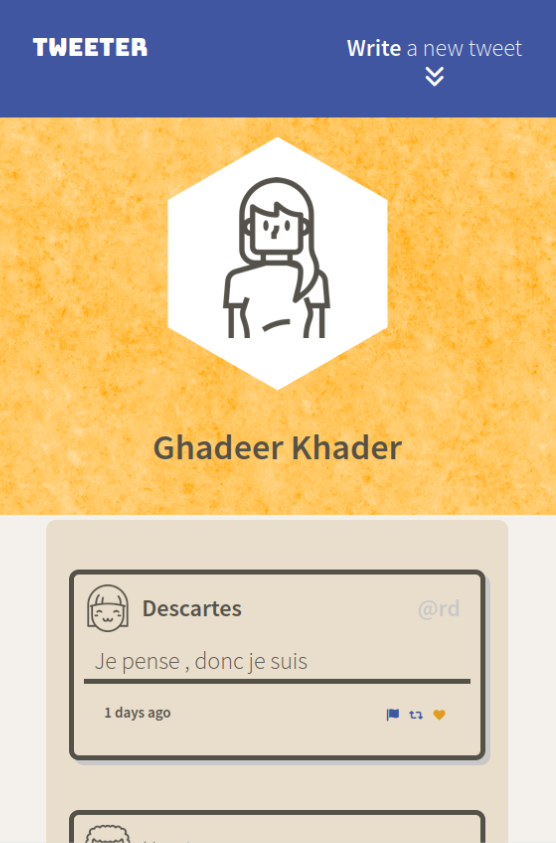 TWEETER
Write a new tweet
Ghadeer Khader
Descartes @rd
Je pense , donc je suis
1 days ago